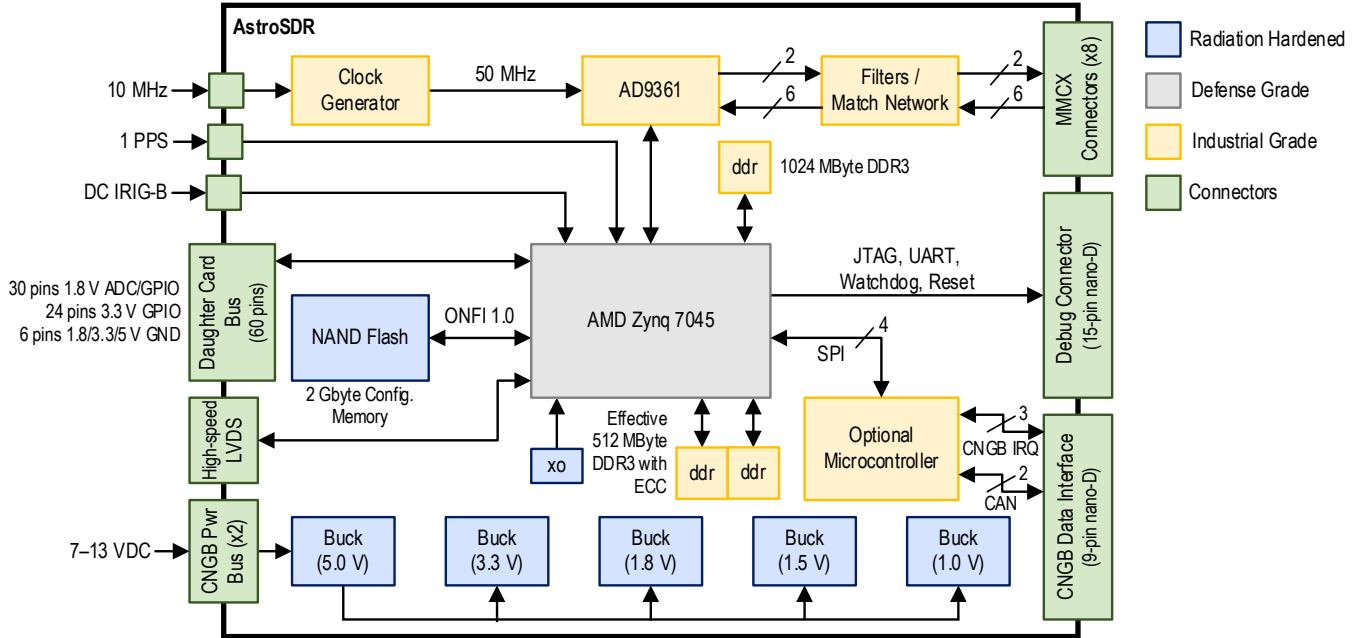 AstroSDR
10 MHz
Clock
Generator
50 MHz
AD9361
2
6
Filters /
Match Network
2
6
MMCX
Connectors (x8)
Radiation Hardened
Defense Grade
Industrial Grade
Connectors
1 PPS
DC IRIG-B
ddr
1024 MByte DDR3
30 pins 1.8 V ADC/GPIO
24 pins 3.3 V GPIO
6 pins 1.8/3.3/5 V GND
Daughter Card
Bus
(60 pins)
NAND Flash
ONFI 1.0
2 Gbyte Config.
Memory
AMD Zynq 7045
JTAG, UART,
Watchdog, Reset
Debug Connector
(15-pin nano-D)
4
SPI
High-speed
LVDS
xo
Effective
512 MByte
DDR3 with
ECC
ddr
ddr
Optional
Microcontroller
3
CNGB IRQ
2
CAN
CNGB Data Interface
(9-pin nano-D)
7–13 VDC
CNGB Pwr
Bus (x2)
Buck
(5.0 V)
Buck
(3.3 V)
Buck
(1.8 V)
Buck
(1.5 V)
Buck
(1.0 V)